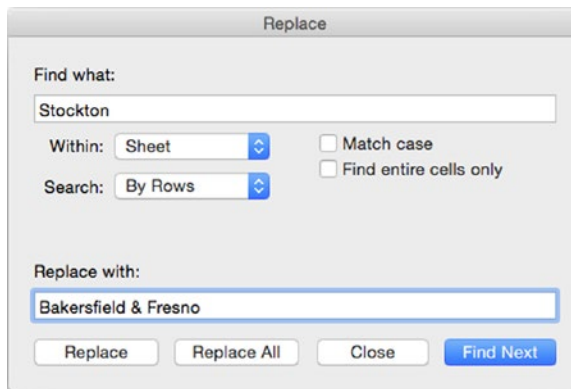 Replace
Find what:
Stockton
Within: Sheet
Match case
Find entire cells only
Search: By Rows
Replace with:
Bakersfield & Fresno
Replace Replace All Close Find Next